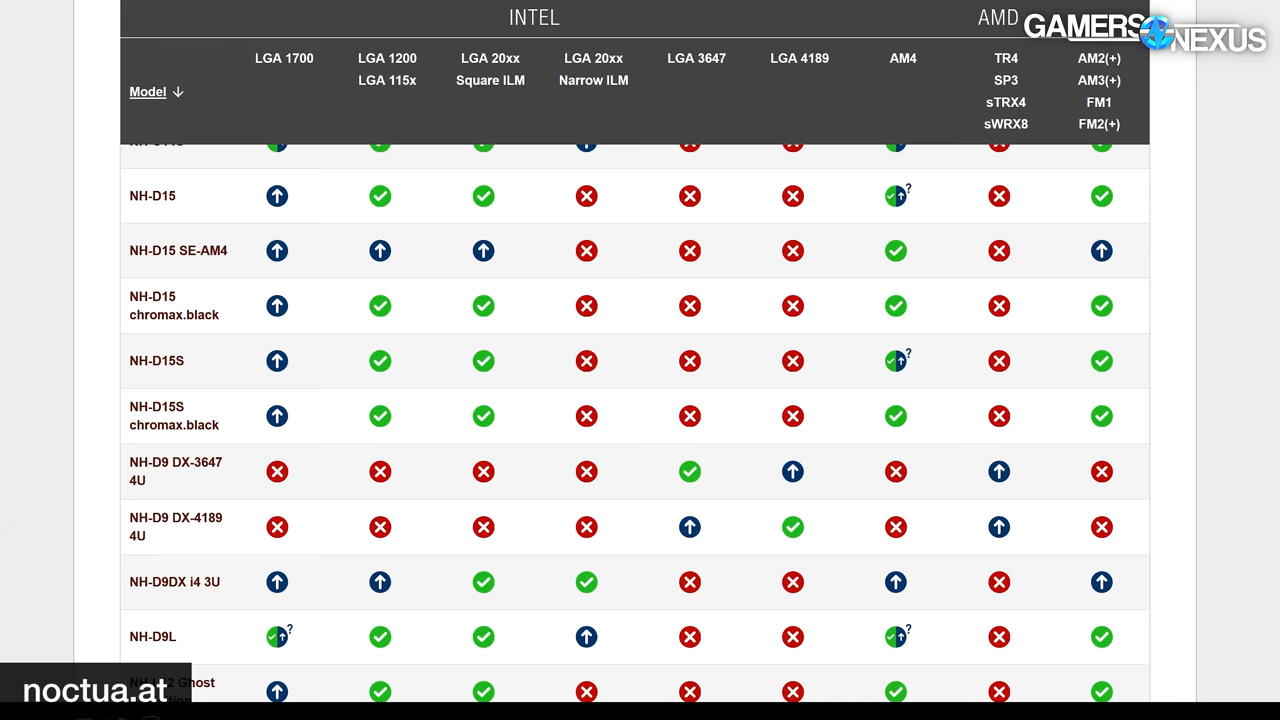 INTEL
AMD
GAMERS NEXUS
Model
LGA 1700
LGA 1200
LGA 115x
LGA 20xx
Square ILM
LGA 20xx
Narrow ILM
LGA 3647
LGA 4189
AM4
TR4
SP3
sTRX4
sWRX8
AM2(+)
AM3(+)
FM1
FM2(+)
NH-D15
?
NH-D15 SE-AM4
NH-D15
chromax.black
NH-D15S
?
NH-D15S
chromax.black
NH-D9 DX-3647
4U
NH-D9 DX-4189
4U
NH-D9DX i4 3U
NH-D9L
?
?
Ghost
noctua.at